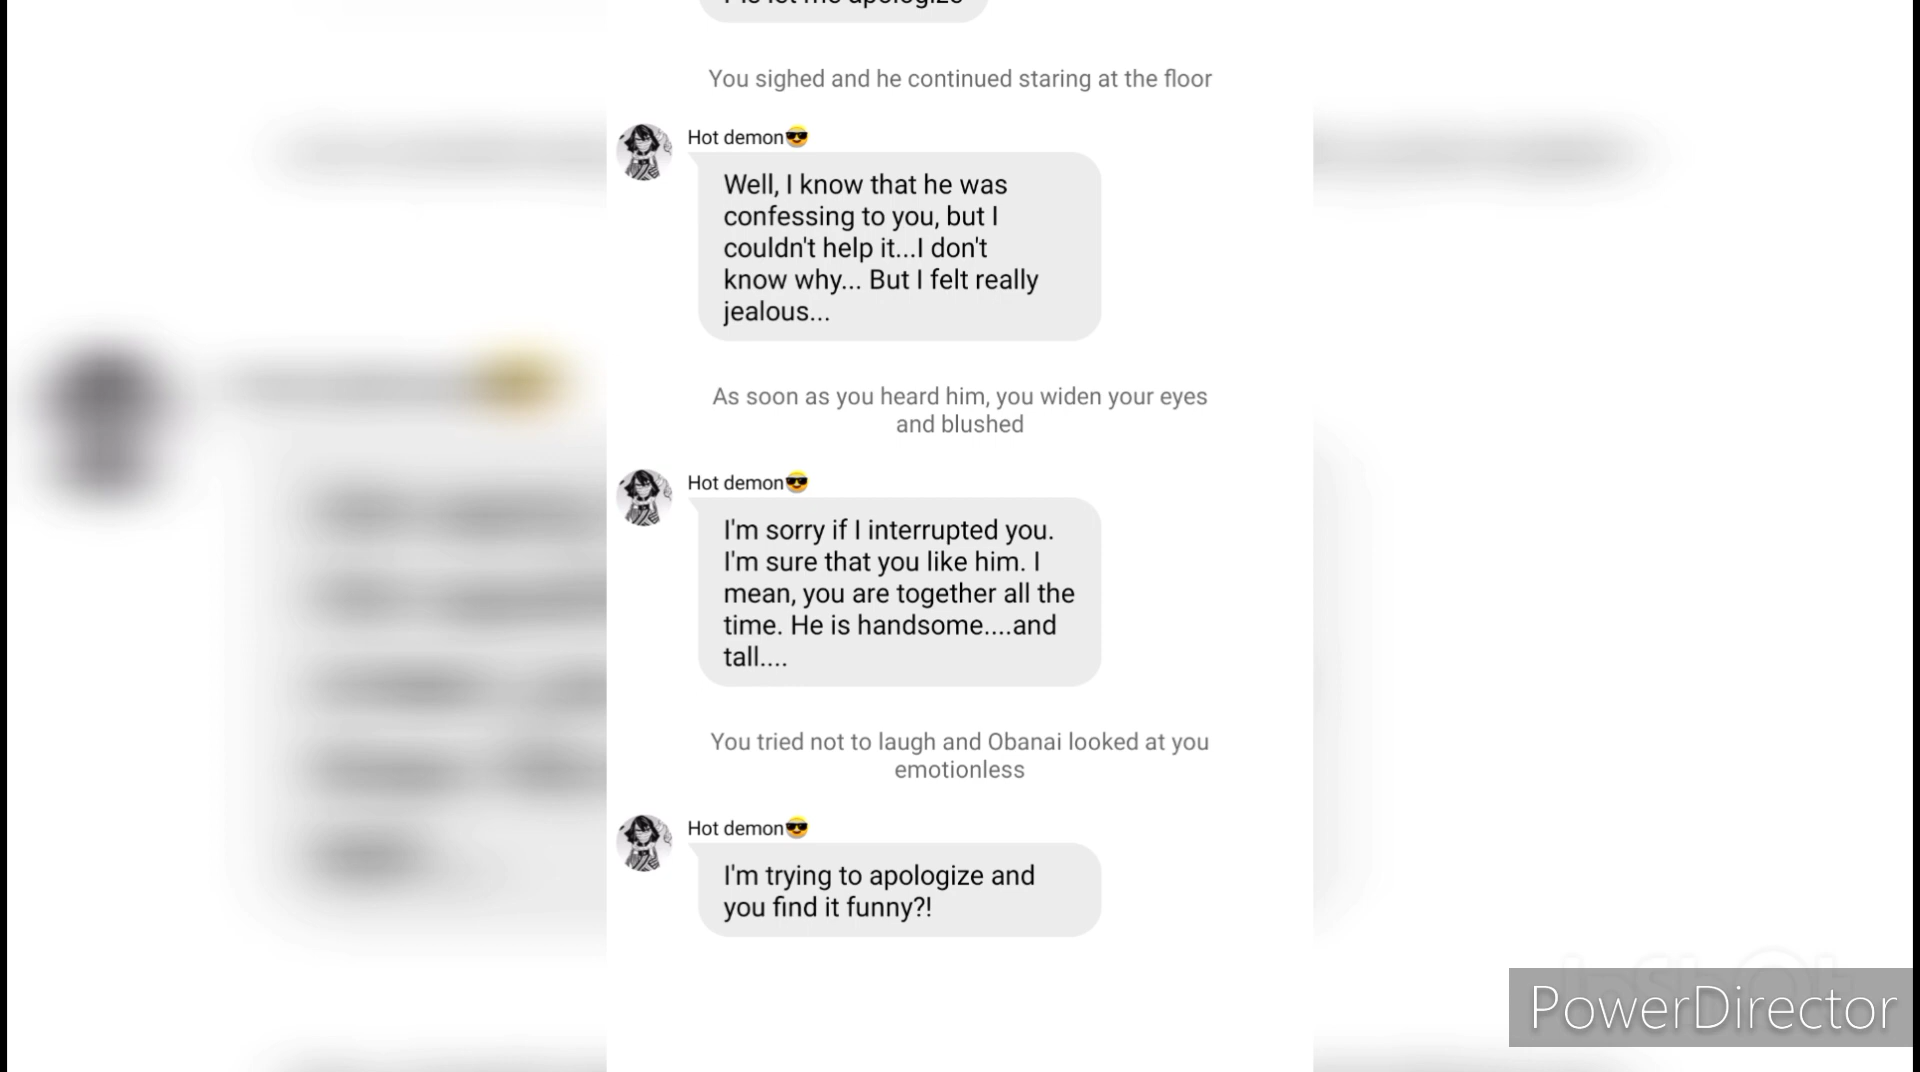 You sighed and he continued staring at the floor
Hot demon😎
Well, I know that he was
confessing to you, but I
couldn't help it...I don't
know why... But I felt really
jealous...
As soon as you heard him, you widen your eyes
and blushed
Hot demon😎
I'm sorry if I interrupted you.
I'm sure that you like him. I
mean, you are together all the
time. He is handsome....and
tall....
You tried not to laugh and Obanai looked at you
emotionless
Hot demon😎
I'm trying to apologize and
you find it funny?!
InShOt
PowerDirector